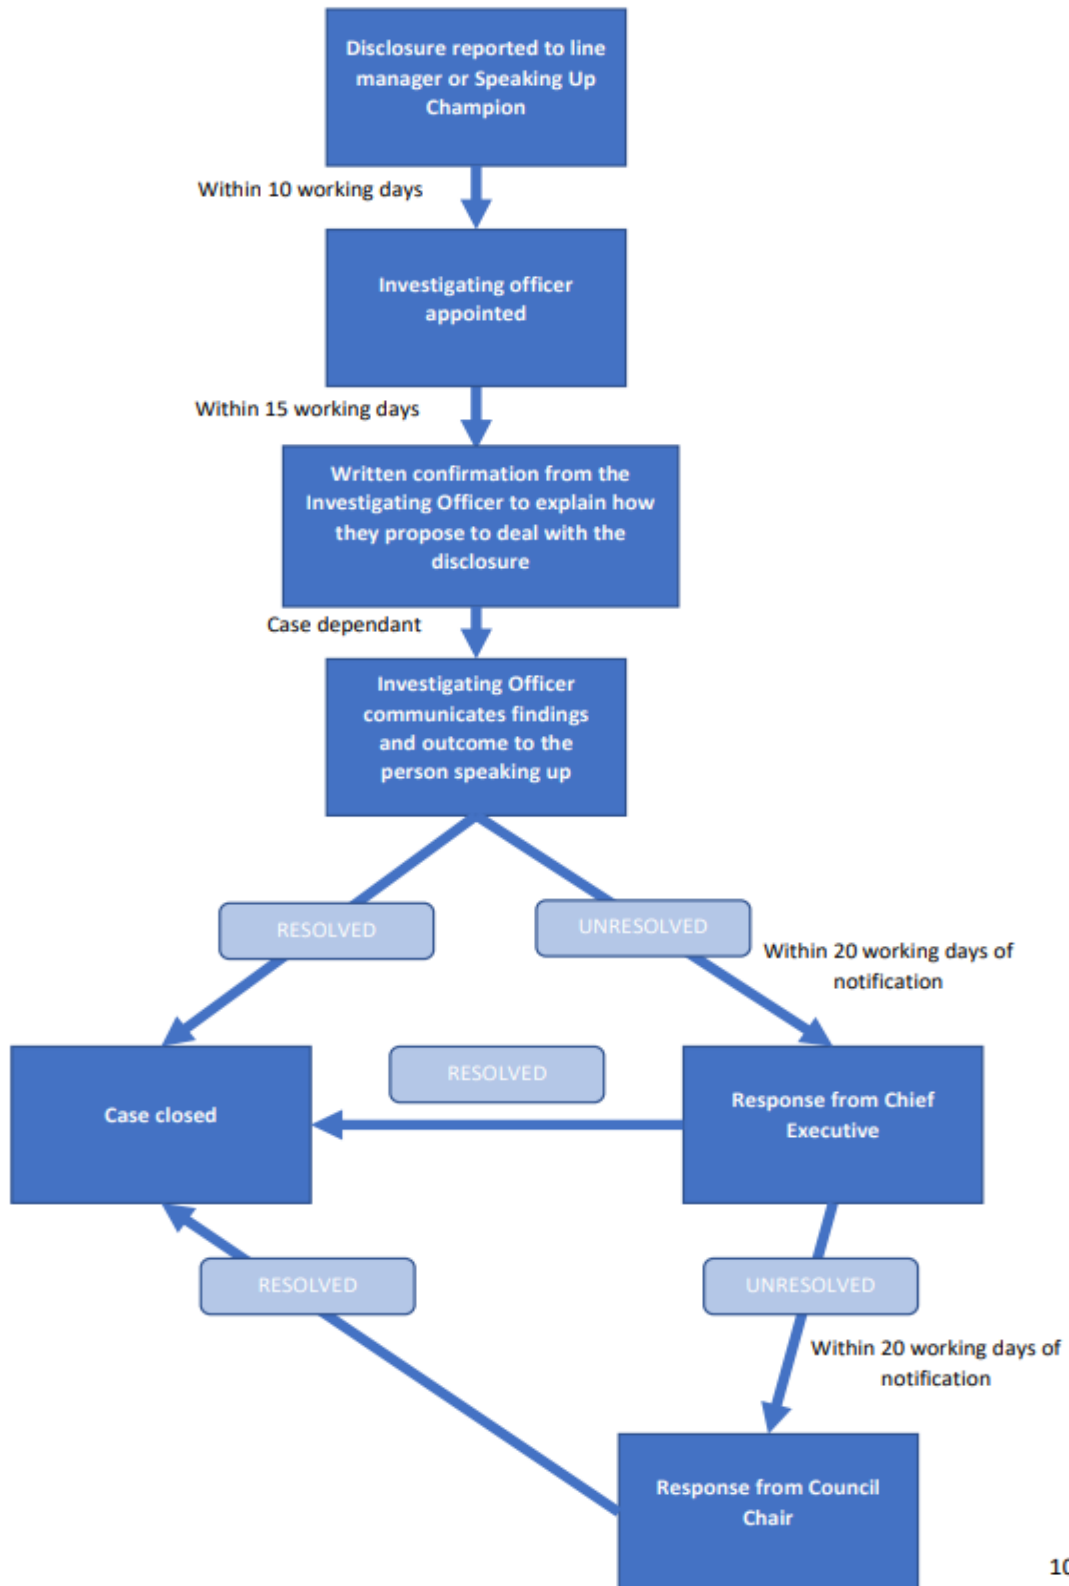 Disclosure reported to line
manager or Speaking Up
Champion
Within 10 working days
Investigating officer
appointed
Within 15 working days
Written confirmation from the
Investigating Officer to explain how
they propose to deal with the
disclosure
Case dependant
Investigating Officer
communicates findings
and outcome to the
person speaking up
RESOLVED
UNRESOLVED
Within 20 working days of
notification
RESOLVED
Case closed
Response from Chief
Executive
RESOLVED
UNRESOLVED
Within 20 working days of
notification
Response from Council
Chair
10